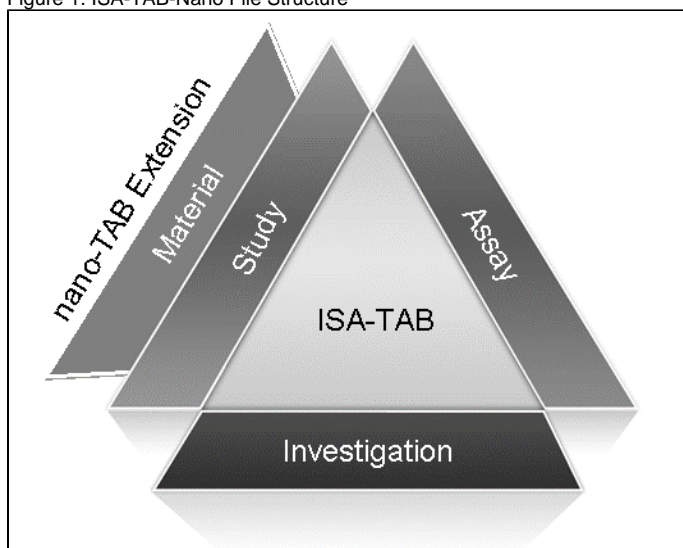 Figure 1. ISA-TAB-Nano File Structure
nano-TAB Extension
Material
Study
Assay
ISA-TAB
Investigation